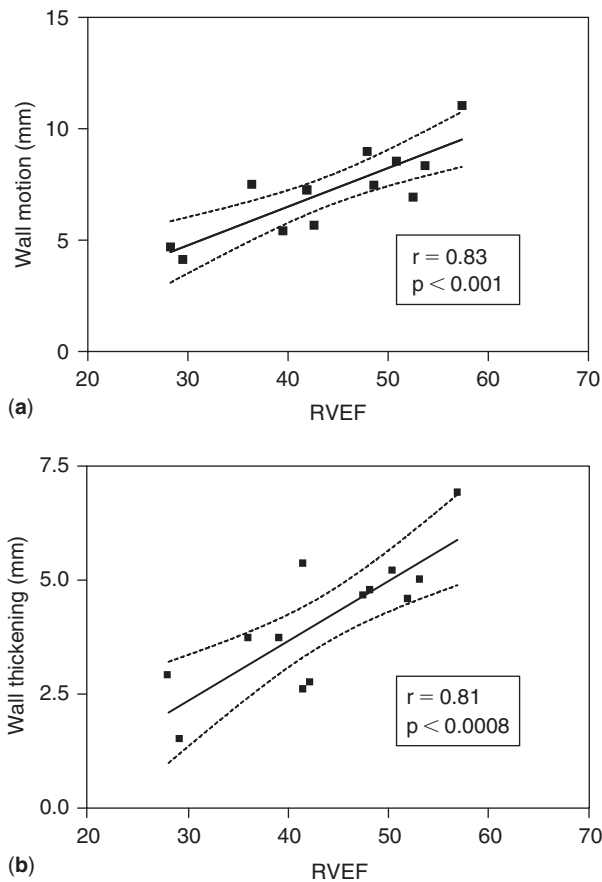 15
10
5
0
Wall motion (mm)
r = 0.83
p < 0.001
20 30 40 50 60 70
(a)
RVEF
7.5
5.0
2.5
0.0
Wall thickening (mm)
r = 0.81
p < 0.0008
20 30 40 50 60 70
(b)
RVEF